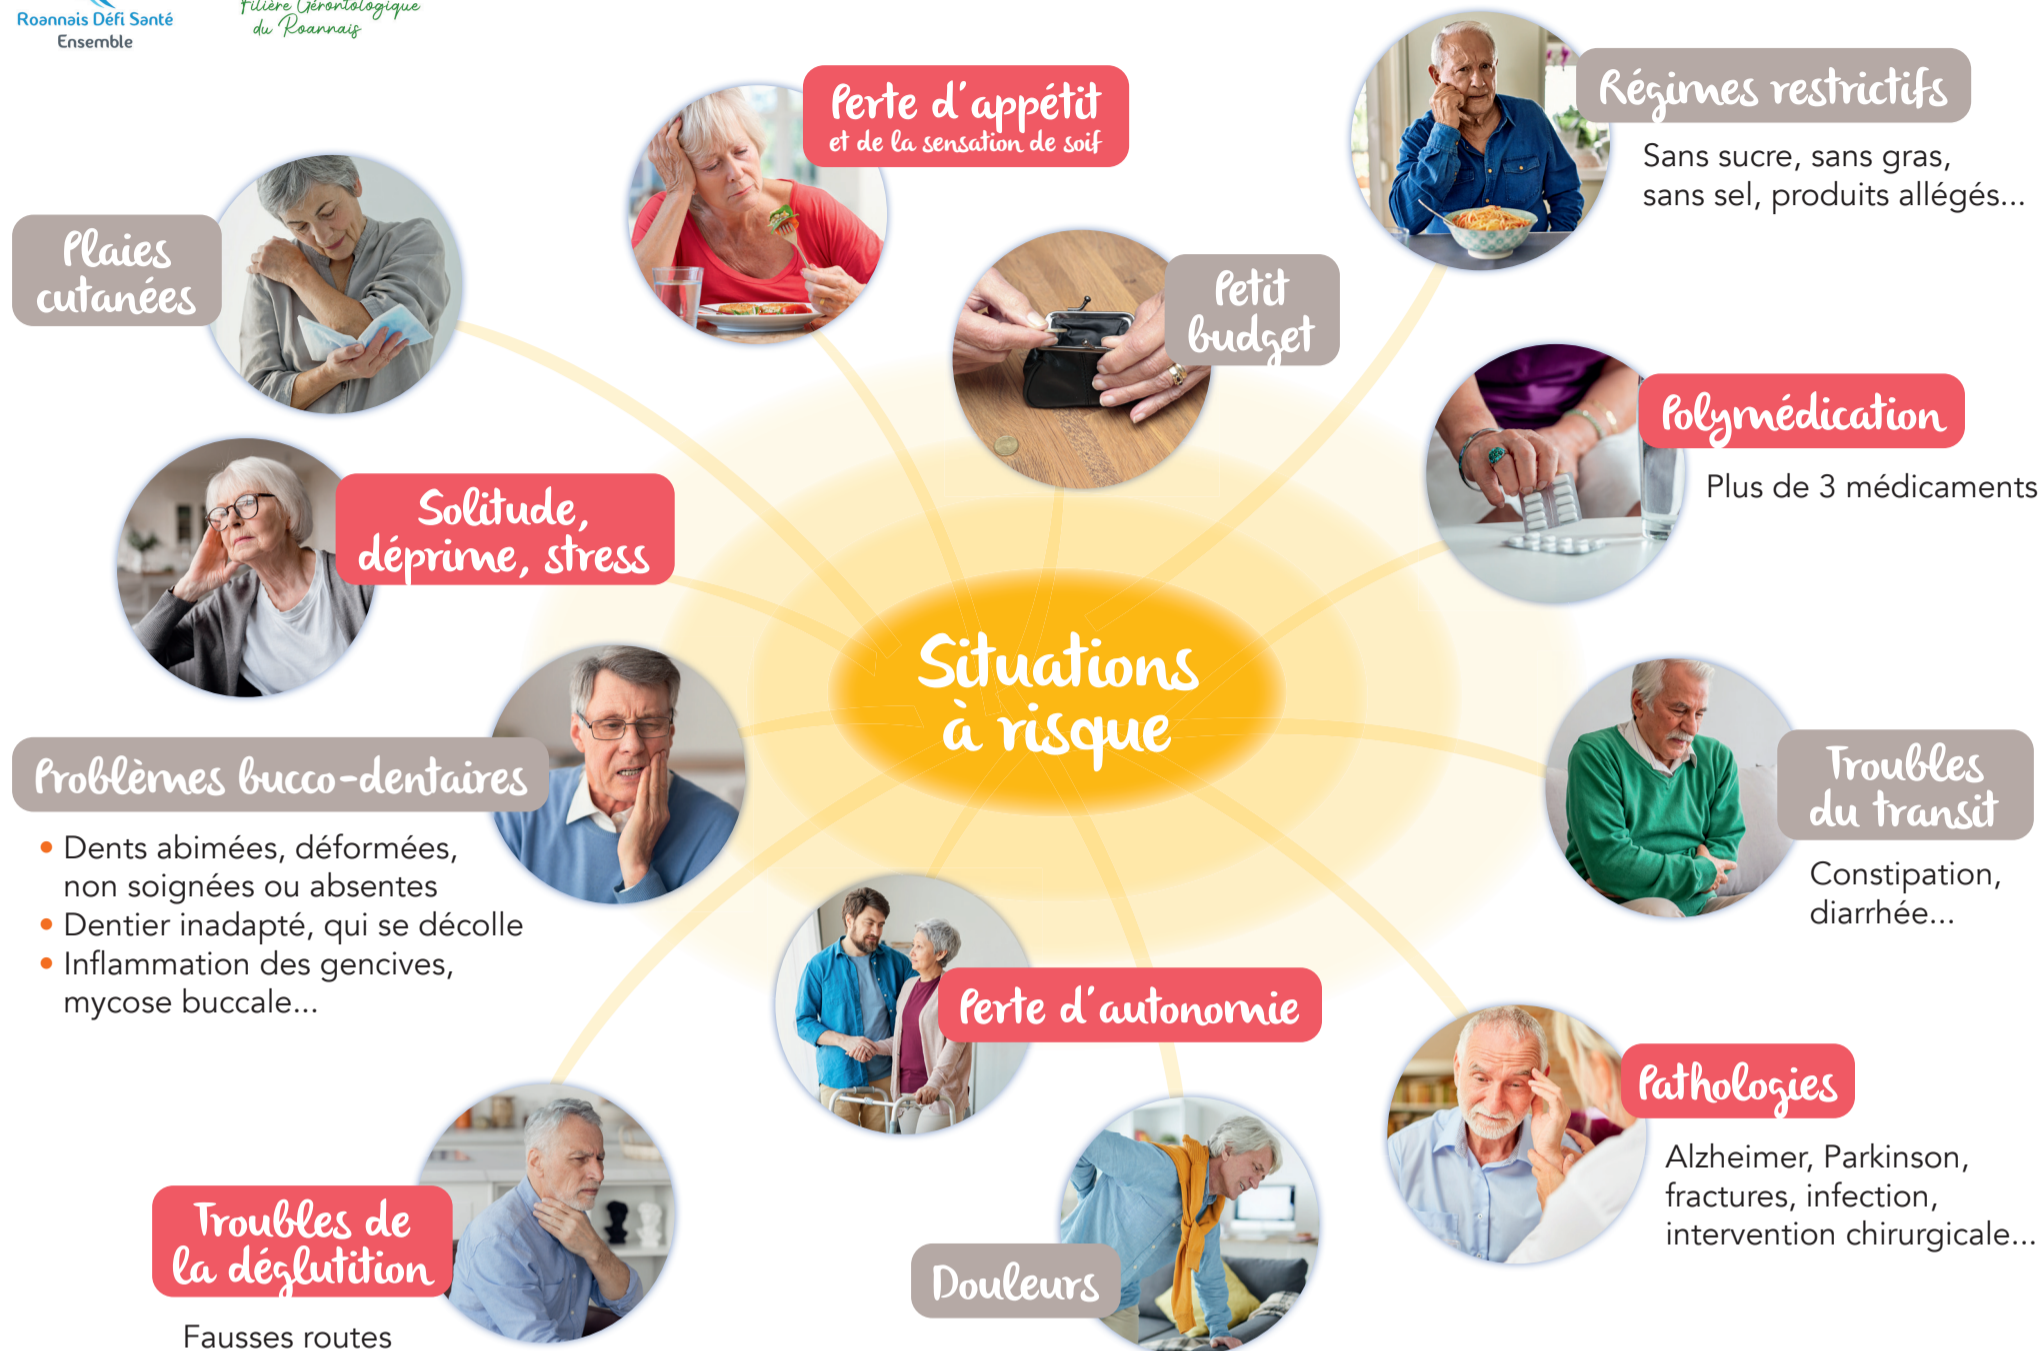 Roannais Défi Santé
Ensemble
Filière Gérontologique
du Roannais
Perte d'appétit
et de la sensation de soif
Régimes restrictifs
Sans sucre, sans gras,
sans sel, produits allégés...
Plaies
cutanées
Petit
budget
Polymédication
Plus de 3 médicaments
Solitude,
déprime, stress
Situations
à risque
Problèmes bucco-dentaires
• Dents abimées, déformées,
non soignées ou absentes
• Dentier inadapté, qui se décolle
• Inflammation des gencives,
mycose buccale...
Troubles
du transit
Constipation,
diarrhée...
Perte d'autonomie
Pathologies
Alzheimer, Parkinson,
fractures, infection,
intervention chirurgicale...
Troubles de
la déglutition
Fausses routes
Douleurs